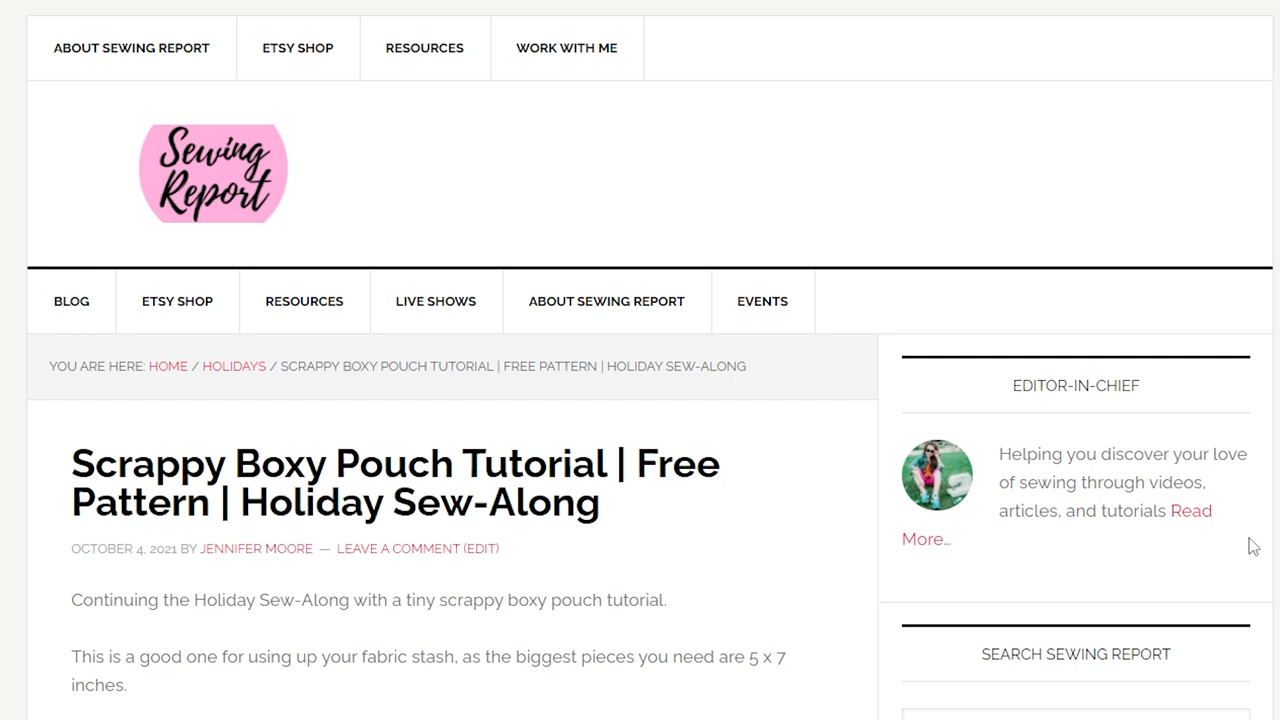 ABOUT SEWING REPORT
ETSY SHOP
RESOURCES
WORK WITH ME
Sewing
Report
BLOG
ETSY SHOP
RESOURCES
LIVE SHOWS
ABOUT SEWING REPORT
EVENTS
YOU ARE HERE: HOME / HOLIDAYS / SCRAPPY BOXY POUCH TUTORIAL | FREE PATTERN | HOLIDAY SEW-ALONG
Scrappy Boxy Pouch Tutorial | Free
Pattern | Holiday Sew-Along
OCTOBER 4, 2021 BY JENNIFER MOORE — LEAVE A COMMENT (EDIT)
Continuing the Holiday Sew-Along with a tiny scrappy boxy pouch tutorial.
This is a good one for using up your fabric stash, as the biggest pieces you need are 5 x 7
inches.
EDITOR-IN-CHIEF
Helping you discover your love
of sewing through videos,
articles, and tutorials Read
More…
SEARCH SEWING REPORT